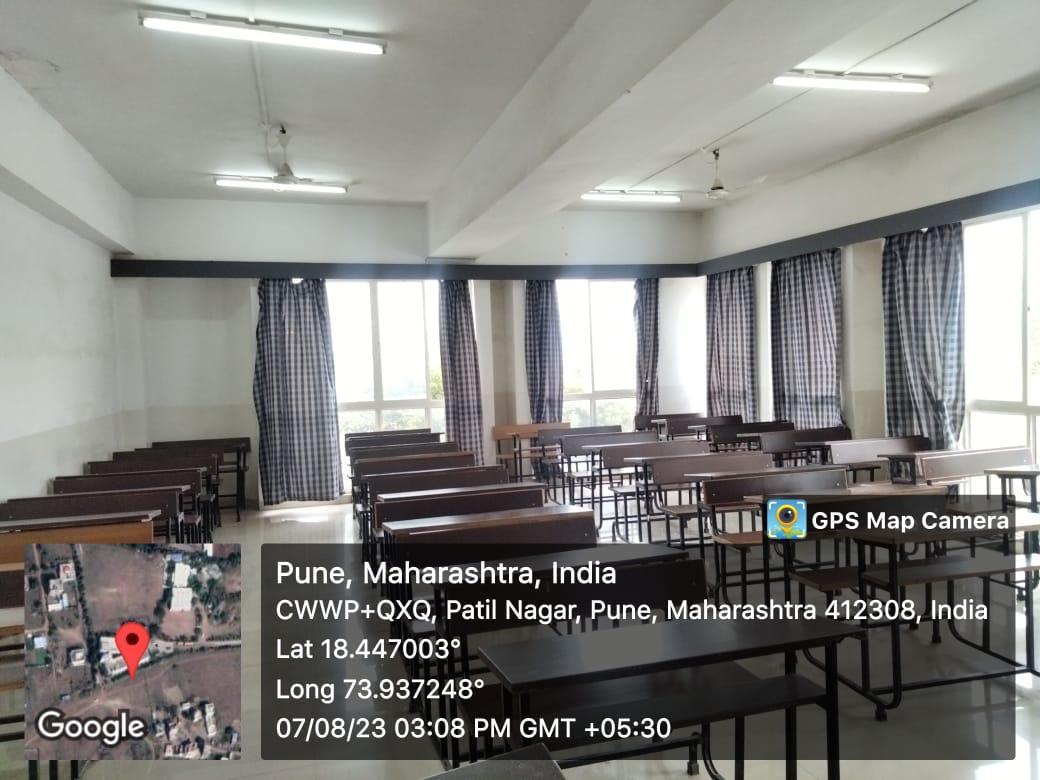 GPS Map Camera
Pune, Maharashtra, India
CWWP+QXQ, Patil Nagar, Pune, Maharashtra 412308, India
Lat 18.447003°
Long 73.937248°
07/08/23 03:08 PM GMT +05:30
Google